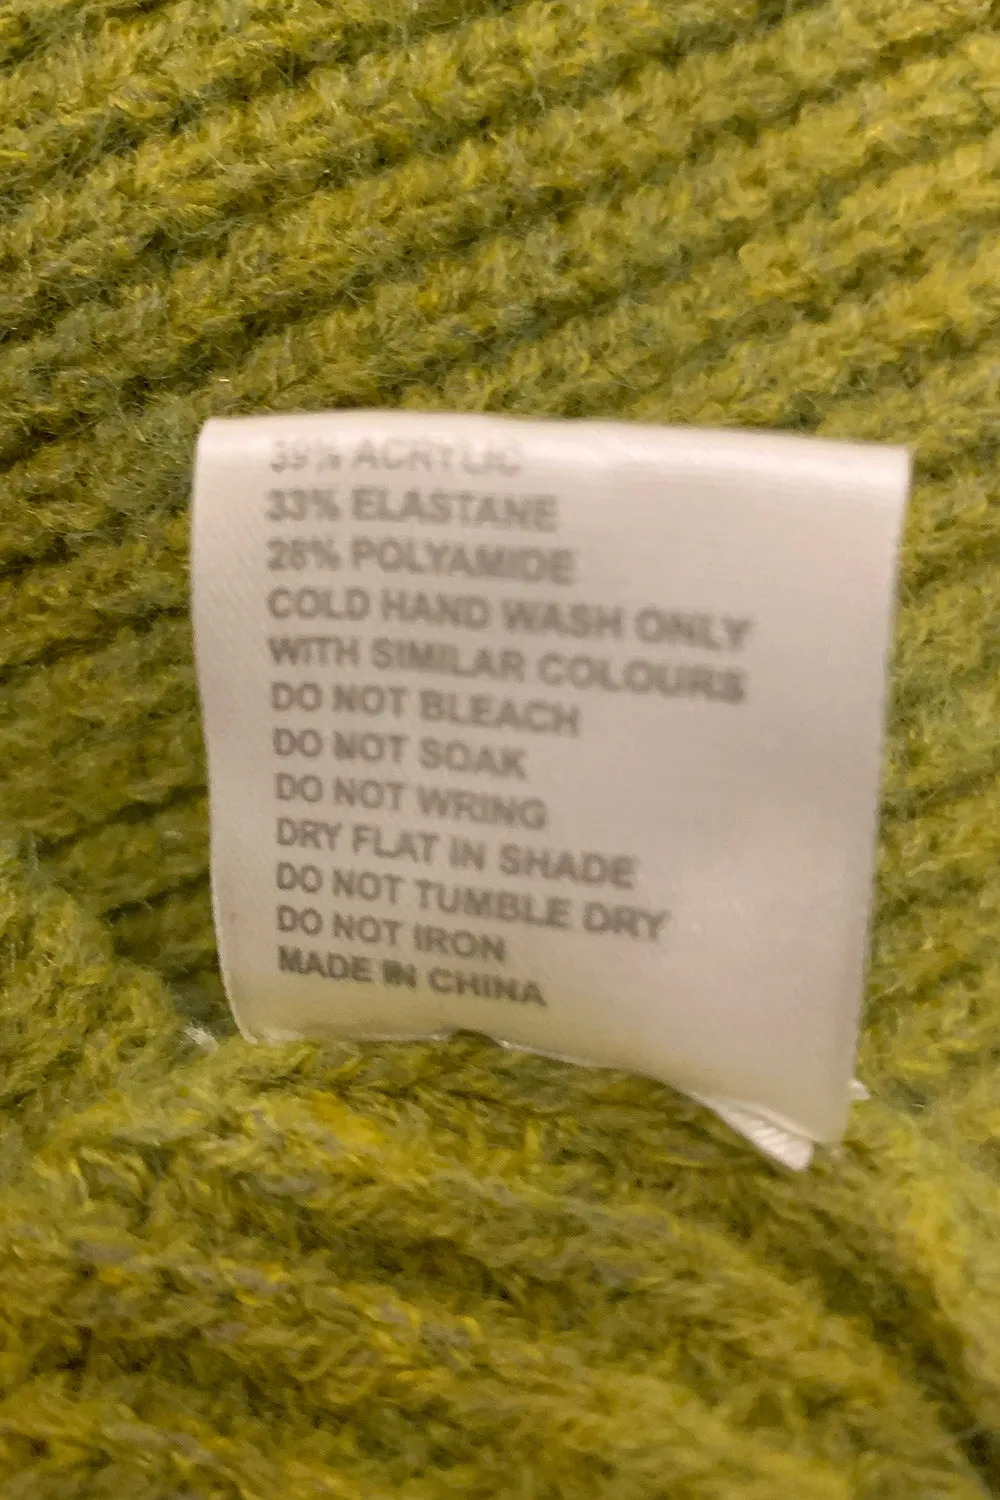 39% ACRYLIC
33% ELASTANE
28% POLYAMIDE
COLD HAND WASH ONLY
WITH SIMILAR COLOURS
DO NOT BLEACH
DO NOT SOAK
DO NOT WRING
DRY FLAT IN SHADE
DO NOT TUMBLE DRY
DO NOT IRON
MADE IN CHINA